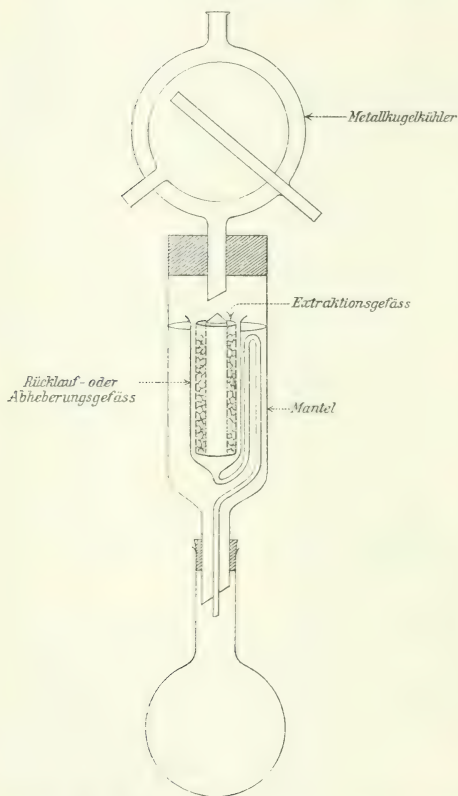 Metallkugelkühler
Extraktionsgefäss
Rücklauf- oder
Abheberungsgefäss
Mantel